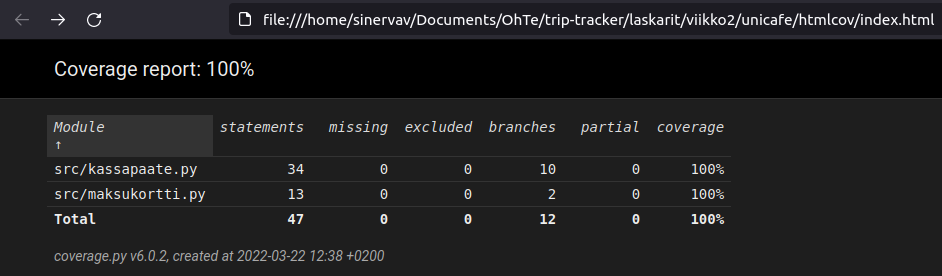 file:///home/sinervav/Documents/OhTe/trip-tracker/laskarit/viikko2/unicafe/htmlcov/index.html
Coverage report: 100%
Module ↑ statements missing excluded branches partial coverage
src/kassapaate.py 34 0 0 10 0 100%
src/maksukortti.py 13 0 0 2 0 100%
Total 47 0 0 12 0 100%
coverage.py v6.0.2, created at 2022-03-22 12:38 +0200